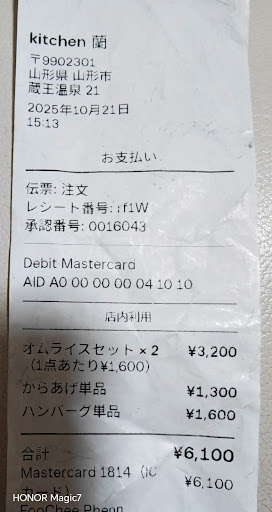 kitchen 蘭
〒9902301
山形県 山形市
蔵王温泉 21
2025年10月21日
15:13
お支払い
伝票: 注文
レシート番号: :f1W
承認番号: 0016043
Debit Mastercard
AID A0 00 00 00 04 10 10
店内利用
オムライスセット × 2 ¥3,200
（1点あたり¥1,600）
からあげ単品 ¥1,300
ハンバーグ単品 ¥1,600
合計 ¥6,100
Mastercard 1814（IC ¥6,100
カード）
HONOR Magic7